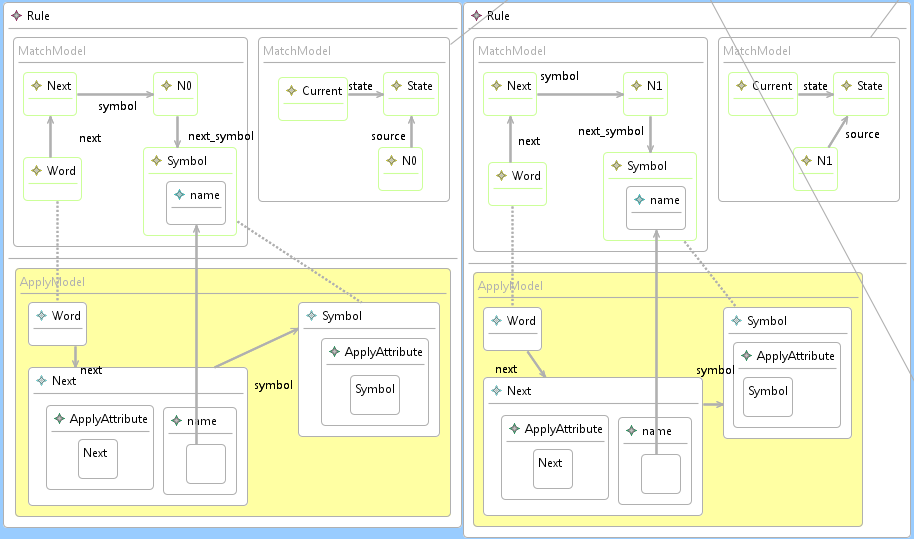 Rule
MatchModel
Next
symbol
N0
next
next_symbol
Word
Symbol
name
MatchModel
Current
state
State
source
N0
ApplyModel
Word
next
Symbol
ApplyAttribute
Symbol
symbol
Next
ApplyAttribute
Next
name
Rule
MatchModel
Next
symbol
N1
next
next_symbol
Word
Symbol
name
MatchModel
Current
state
State
source
N1
ApplyModel
Word
next
Symbol
ApplyAttribute
Symbol
symbol
Next
ApplyAttribute
Next
name